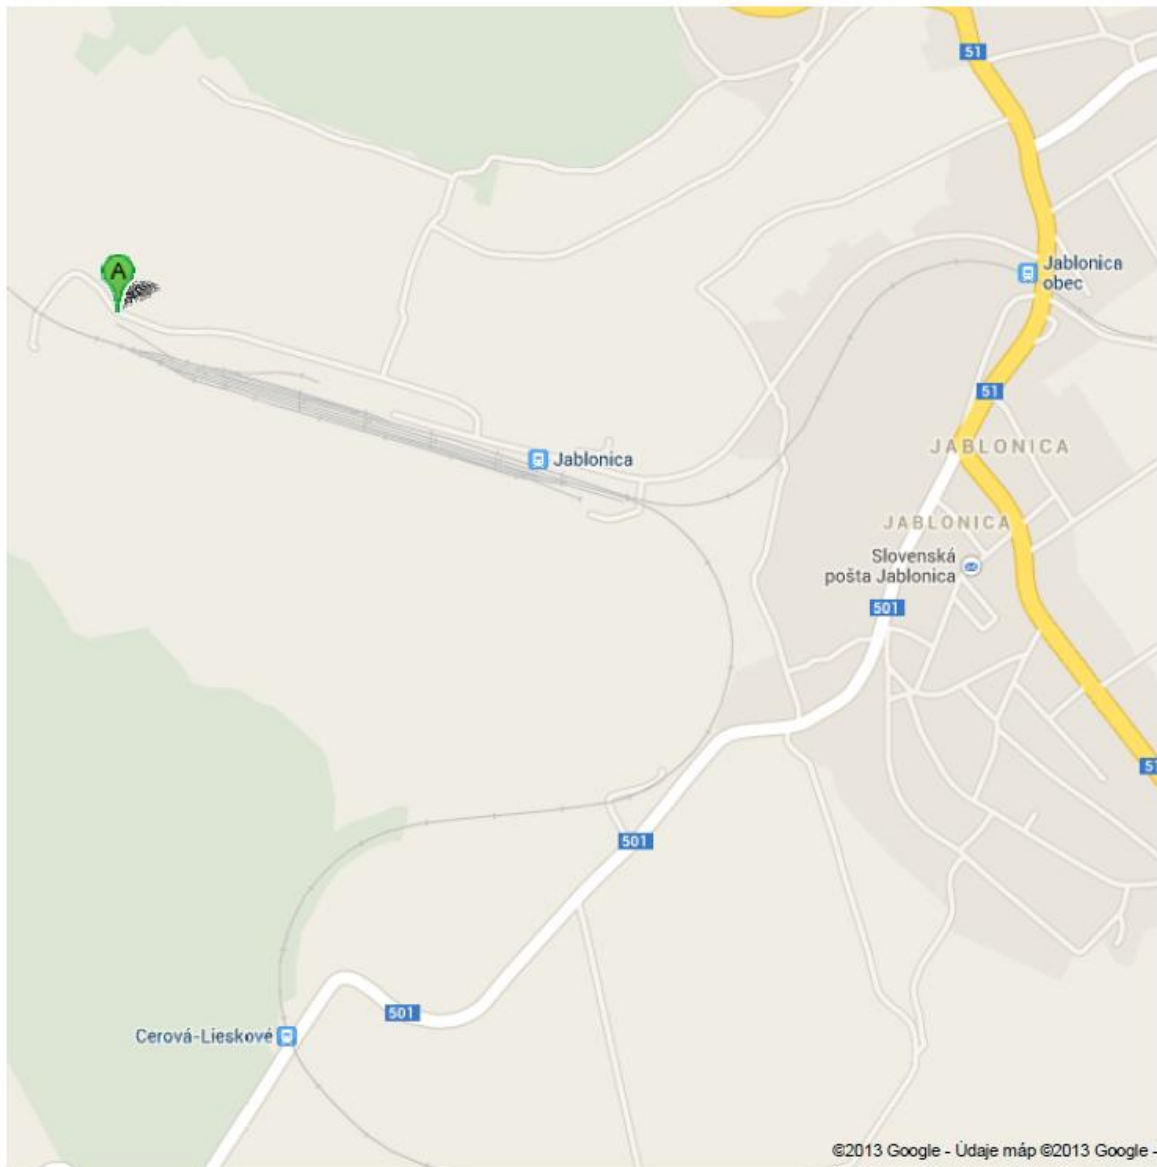 51
A
Jablonica
obec
51
JABLONICA
Jablonica
JABLONICA
Slovenská
pošta Jablonica
501
51
501
501
Cerová-Lieskové
©2013 Google - Údaje máp ©2013 Google -